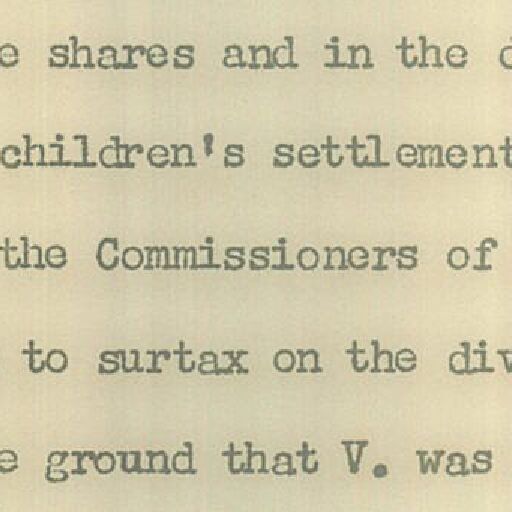 e shares and in the d
children's settlement
the Commissioners of
to surtax on the div
e ground that V. was